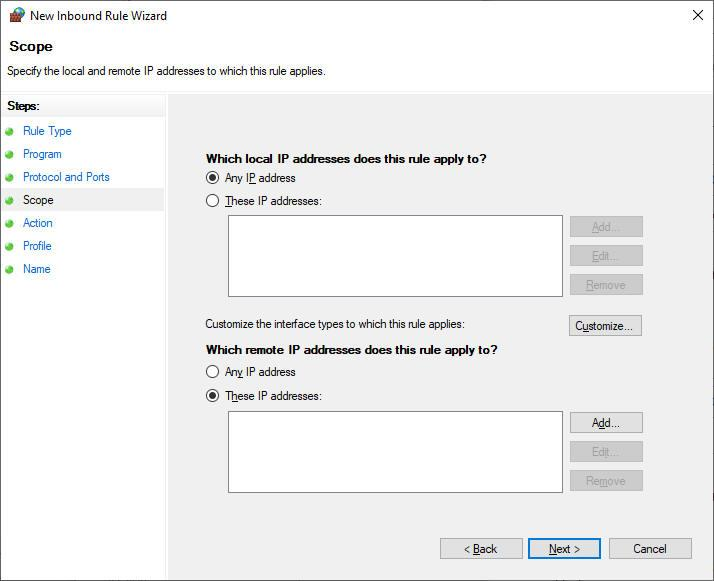 New Inbound Rule Wizard
Scope
Specify the local and remote IP addresses to which this rule applies.
Steps:
Rule Type
Program
Protocol and Ports
Scope
Action
Profile
Name
Which local IP addresses does this rule apply to?
Any IP address
These IP addresses:
Add...
Edit...
Remove
Customize the interface types to which this rule applies:
Customize...
Which remote IP addresses does this rule apply to?
Any IP address
These IP addresses:
Add...
Edit...
Remove
< Back
Next >
Cancel